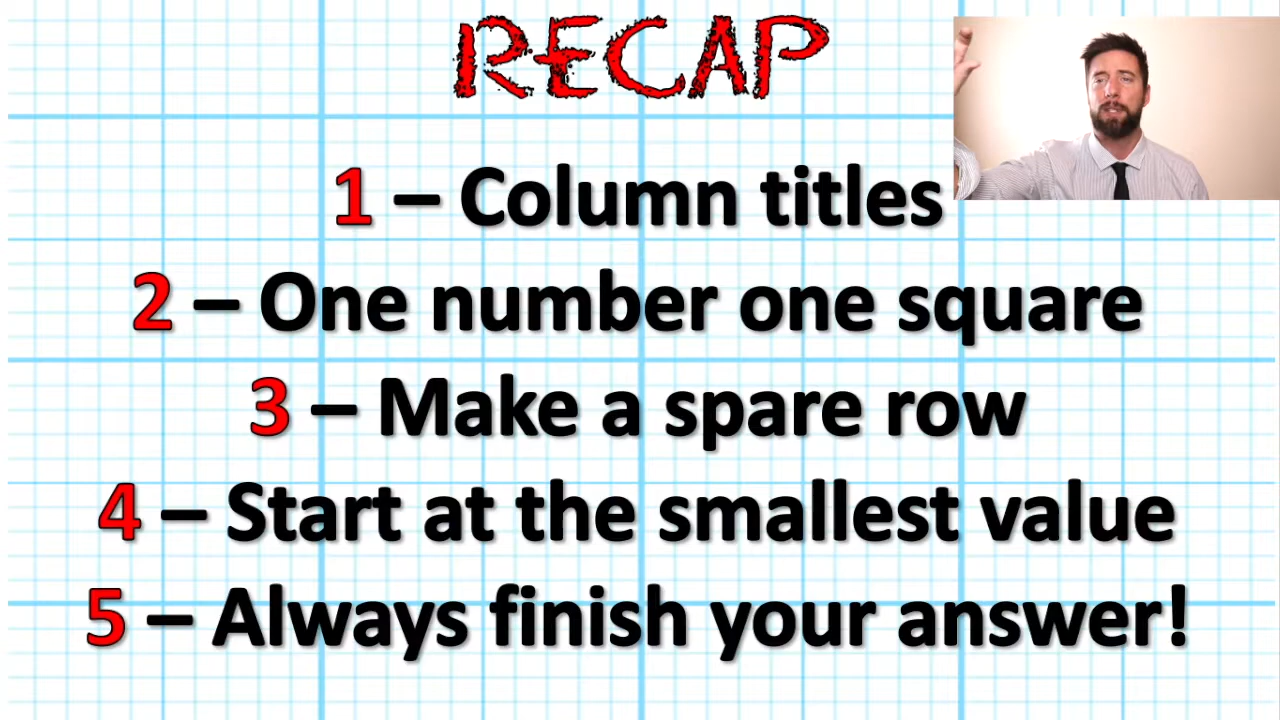 RECAP
1 – Column titles
2 – One number one square
3 – Make a spare row
4 – Start at the smallest value
5 – Always finish your answer!